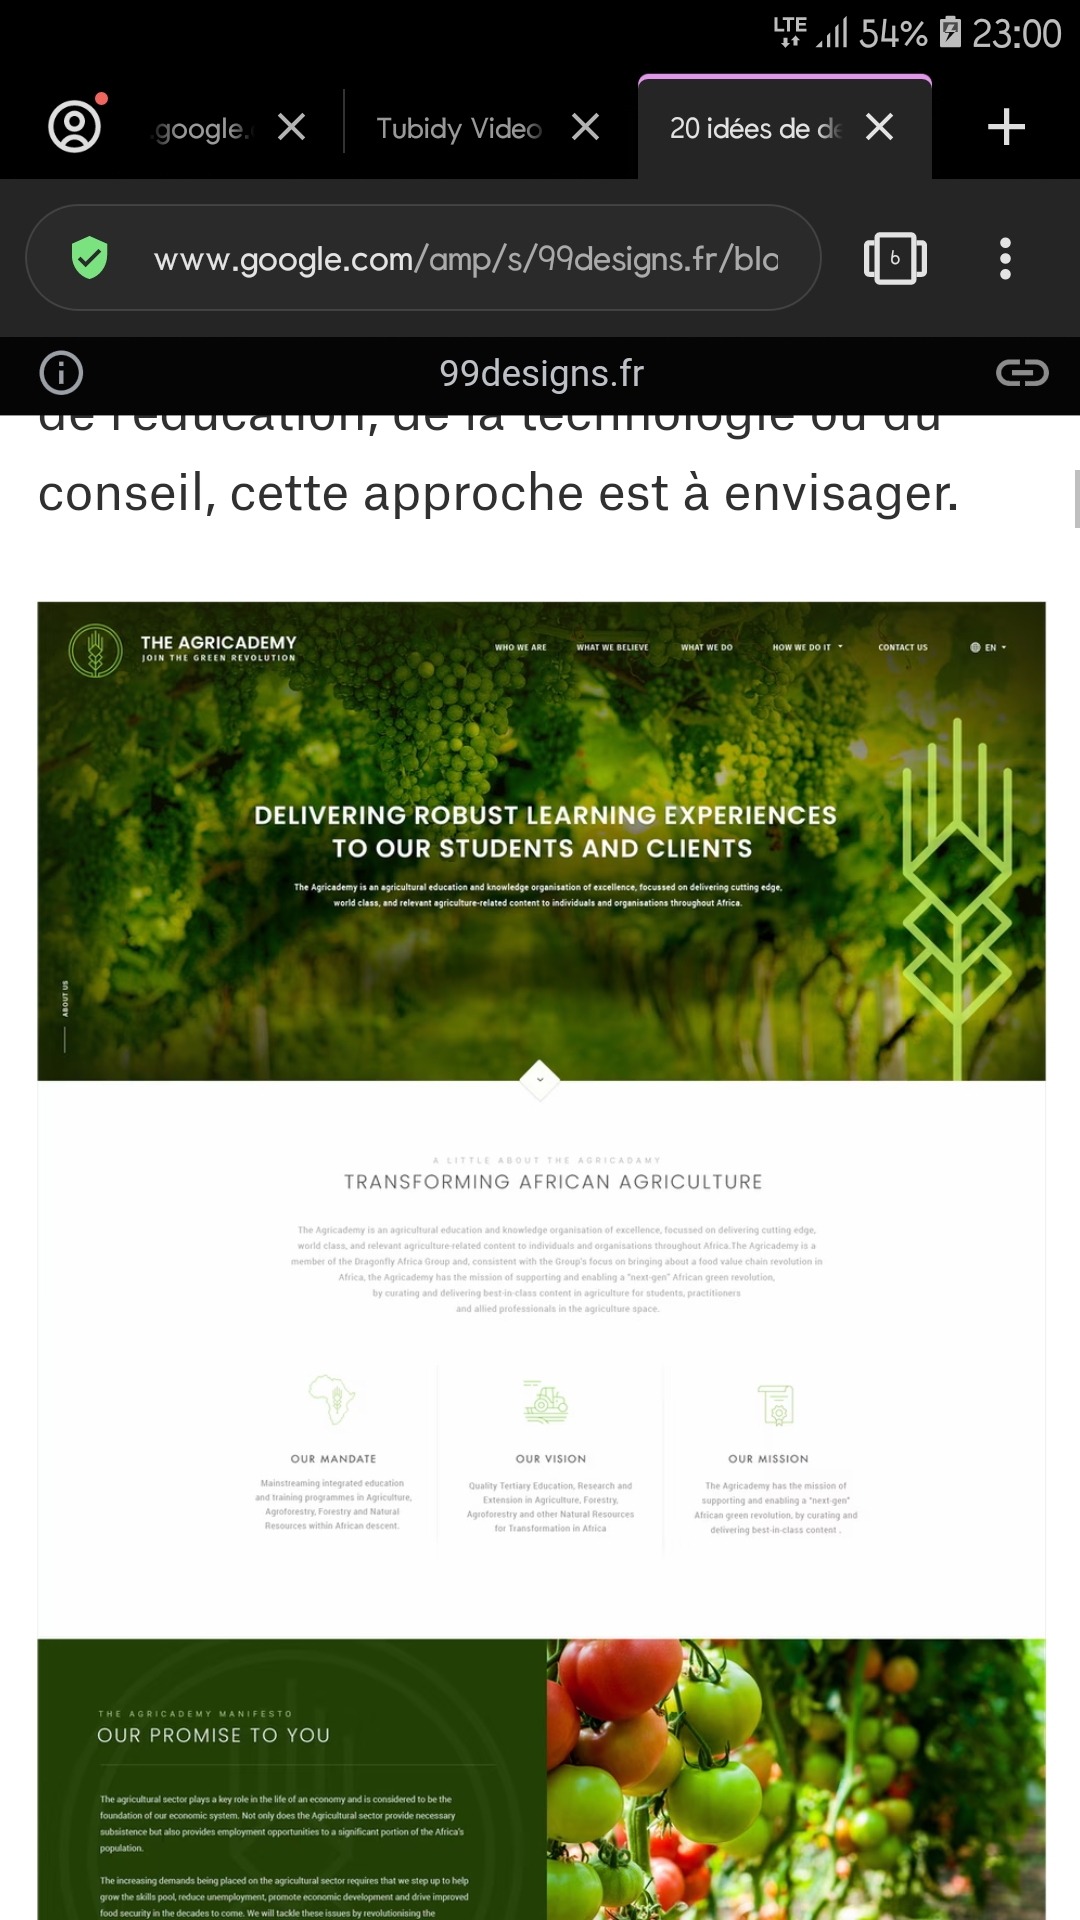 LTE 54% 23:00
.google.c
Tubidy Video
20 idées de de
www.google.com/amp/s/99designs.fr/blo
6
99designs.fr
de l'éducation, de la technologie ou du
conseil, cette approche est à envisager.
THE AGRICADEMY
JOIN THE GREEN REVOLUTION
WHO WE ARE WHAT WE BELIEVE WHAT WE DO HOW WE DO IT CONTACT US EN
DELIVERING ROBUST LEARNING EXPERIENCES
TO OUR STUDENTS AND CLIENTS
The Agricademy is an agricultural education and knowledge organisation of excellence, focussed on delivering cutting edge,
world class, and relevant agriculture-related content to individuals and organisations throughout Africa.
ABOUT US
A LITTLE ABOUT THE AGRICADAMY
TRANSFORMING AFRICAN AGRICULTURE
The Agricademy is an agricultural education and knowledge organisation of excellence, focussed on delivering cutting edge,
world class, and relevant agriculture-related content to individuals and organisations throughout Africa.The Agricademy is a
member of the Dragonfly Africa Group and, consistent with the Group's focus on bringing about a food value chain revolution in
Africa, the Agricademy has the mission of supporting and enabling a "next-gen" African green revolution,
by curating and delivering best-in-class content in agriculture for students, practitioners
and allied professionals in the agriculture space.
OUR MANDATE
Mainstreaming integrated education
and training programmes in Agriculture,
Agroforestry, Forestry and Natural
Resources within African descent.
OUR VISION
Quality Tertiary Education, Research and
Extension in Agriculture, Forestry,
Agroforestry and other Natural Resources
for Transformation in Africa
OUR MISSION
The Agricademy has the mission of
supporting and enabling a "next-gen"
African green revolution, by curating and
delivering best-in-class content .
THE AGRICADEMY MANIFESTO
OUR PROMISE TO YOU
The agricultural sector plays a key role in the life of an economy and is considered to be the
foundation of our economic system. Not only does the Agricultural sector provide necessary
subsistence but also provides employment opportunities to a significant portion of the Africa's
population.
The increasing demands being placed on the agricultural sector requires that we step up to help
grow the skills pool, reduce unemployment, promote economic development and drive improved
food security in the decades to come. We will tackle these issues by revolutionising the